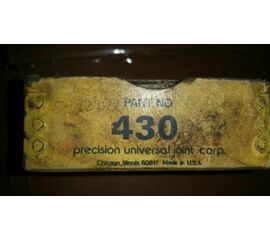 PART NO.
430
precision universal joint corp.
Chicago, Illinois 60611 Made in U.S.A.